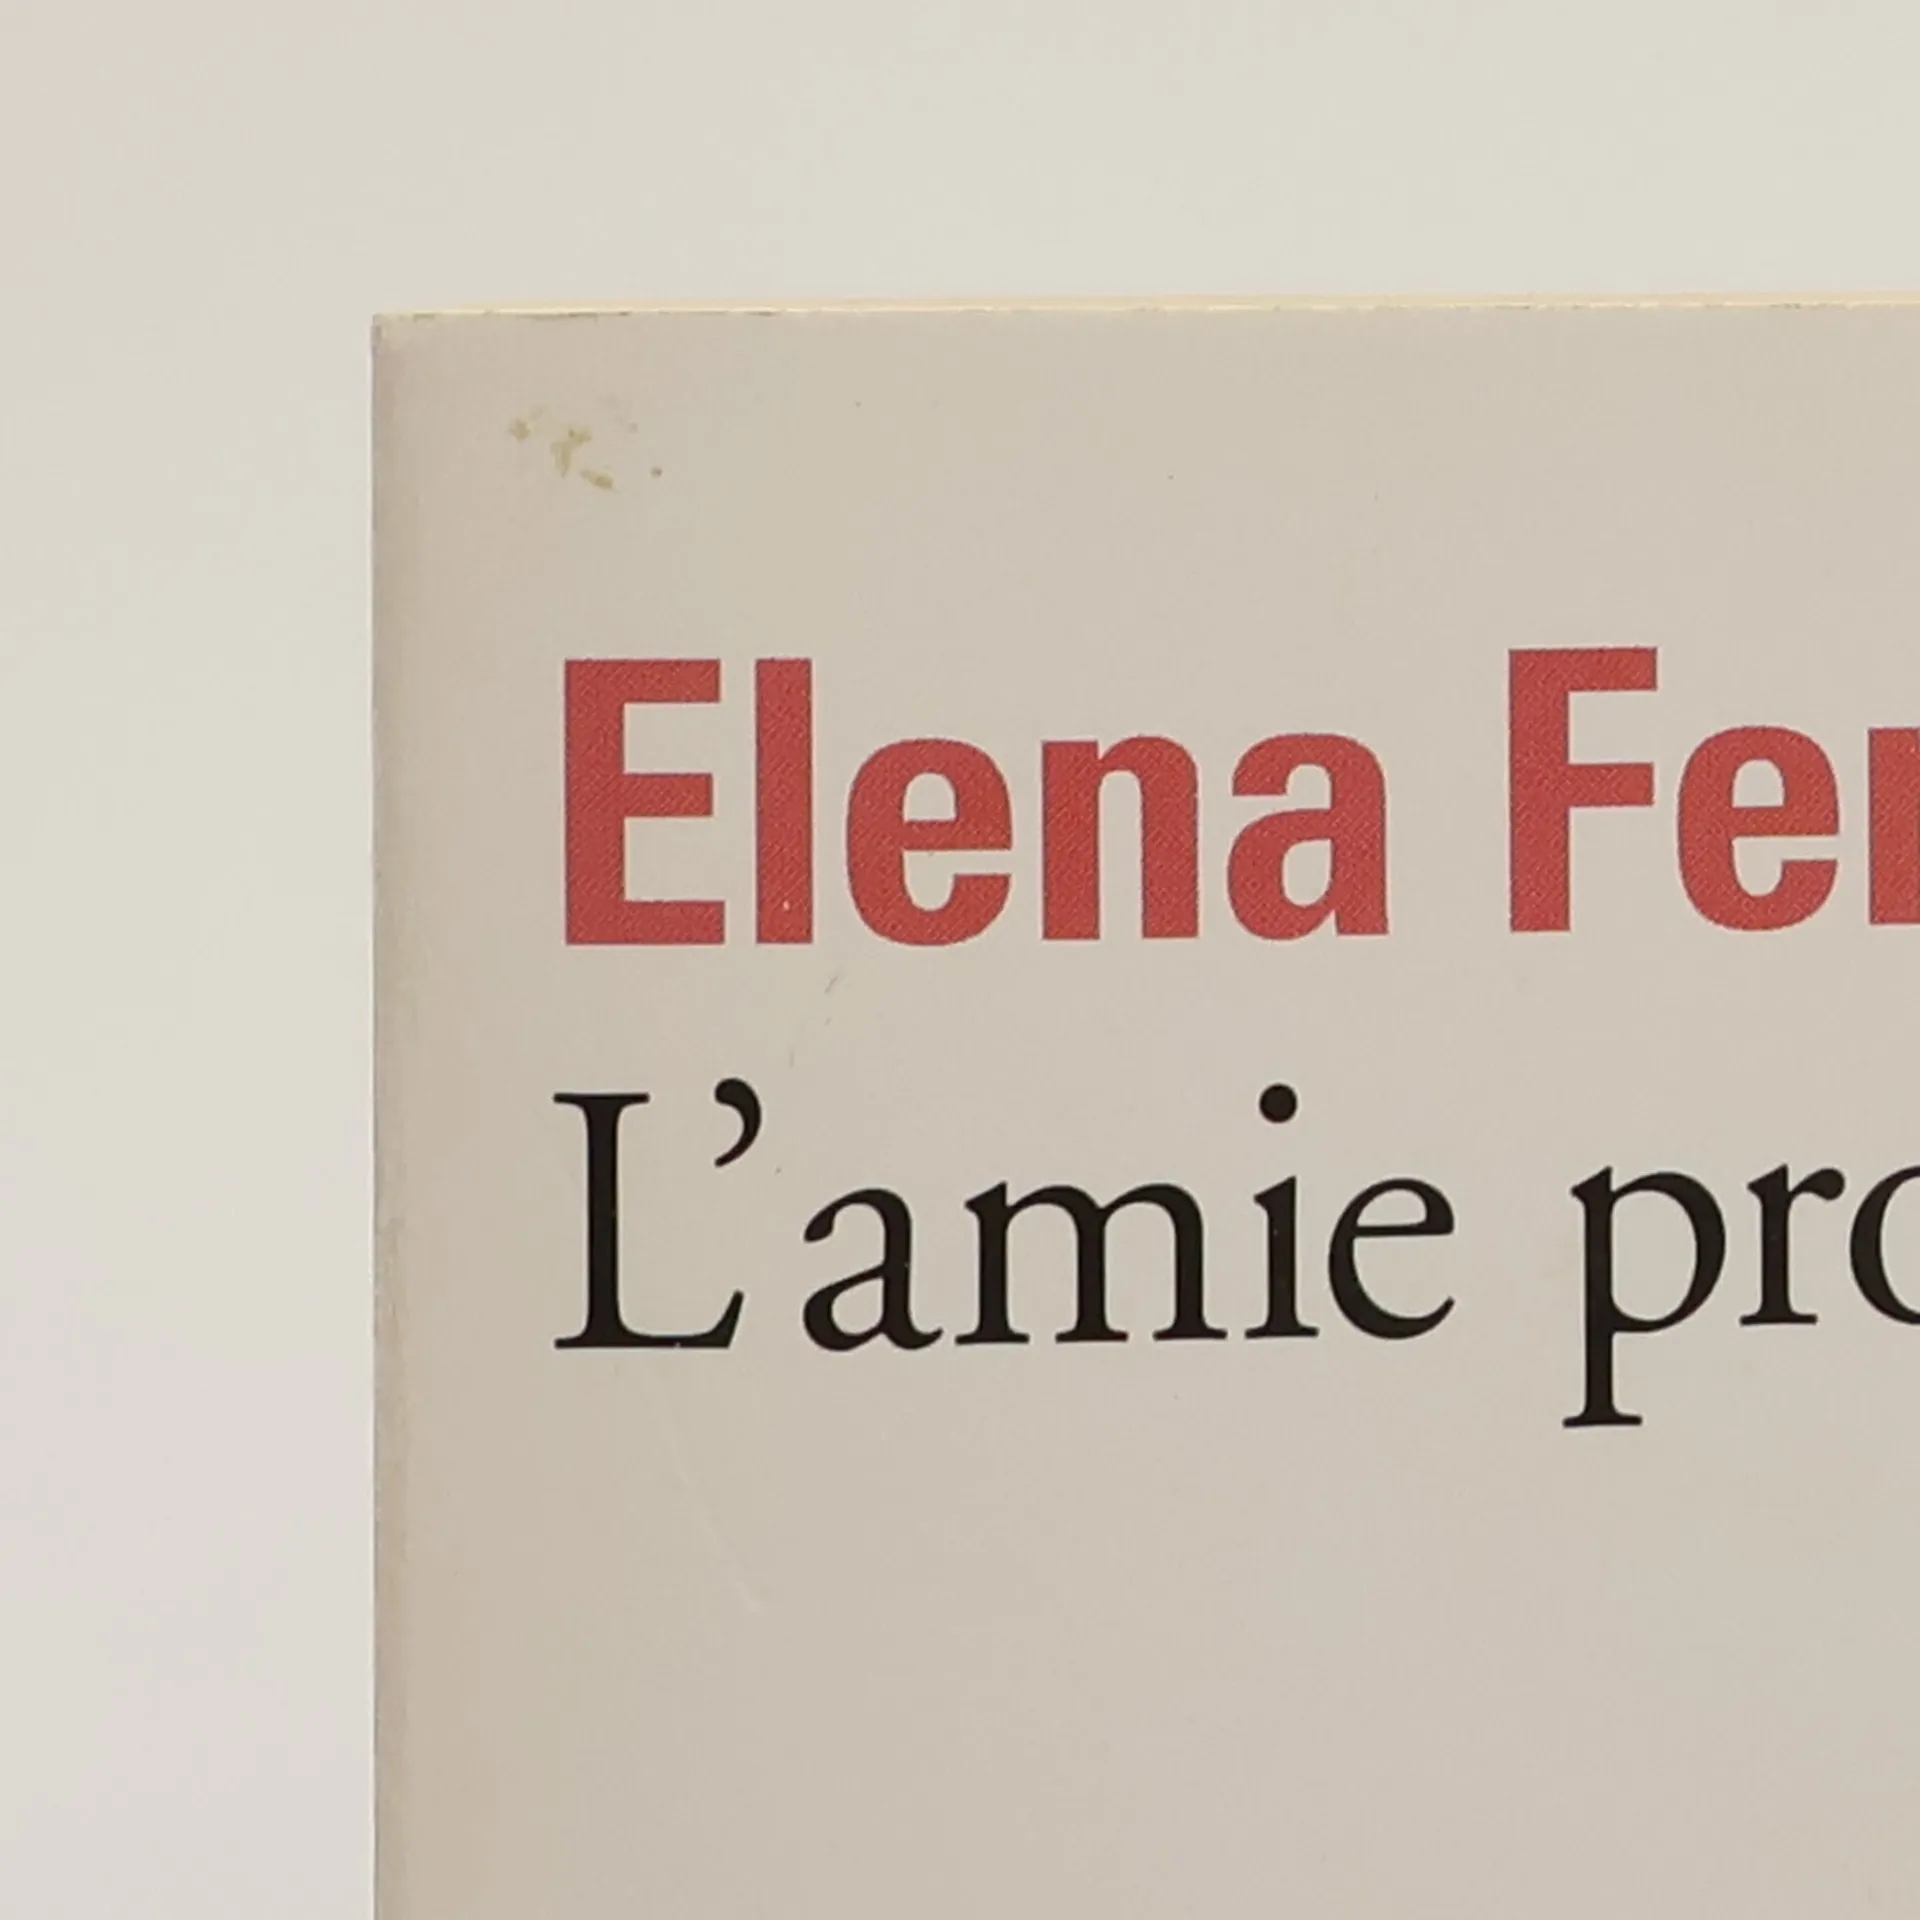 Elena Fer
L’amie pro